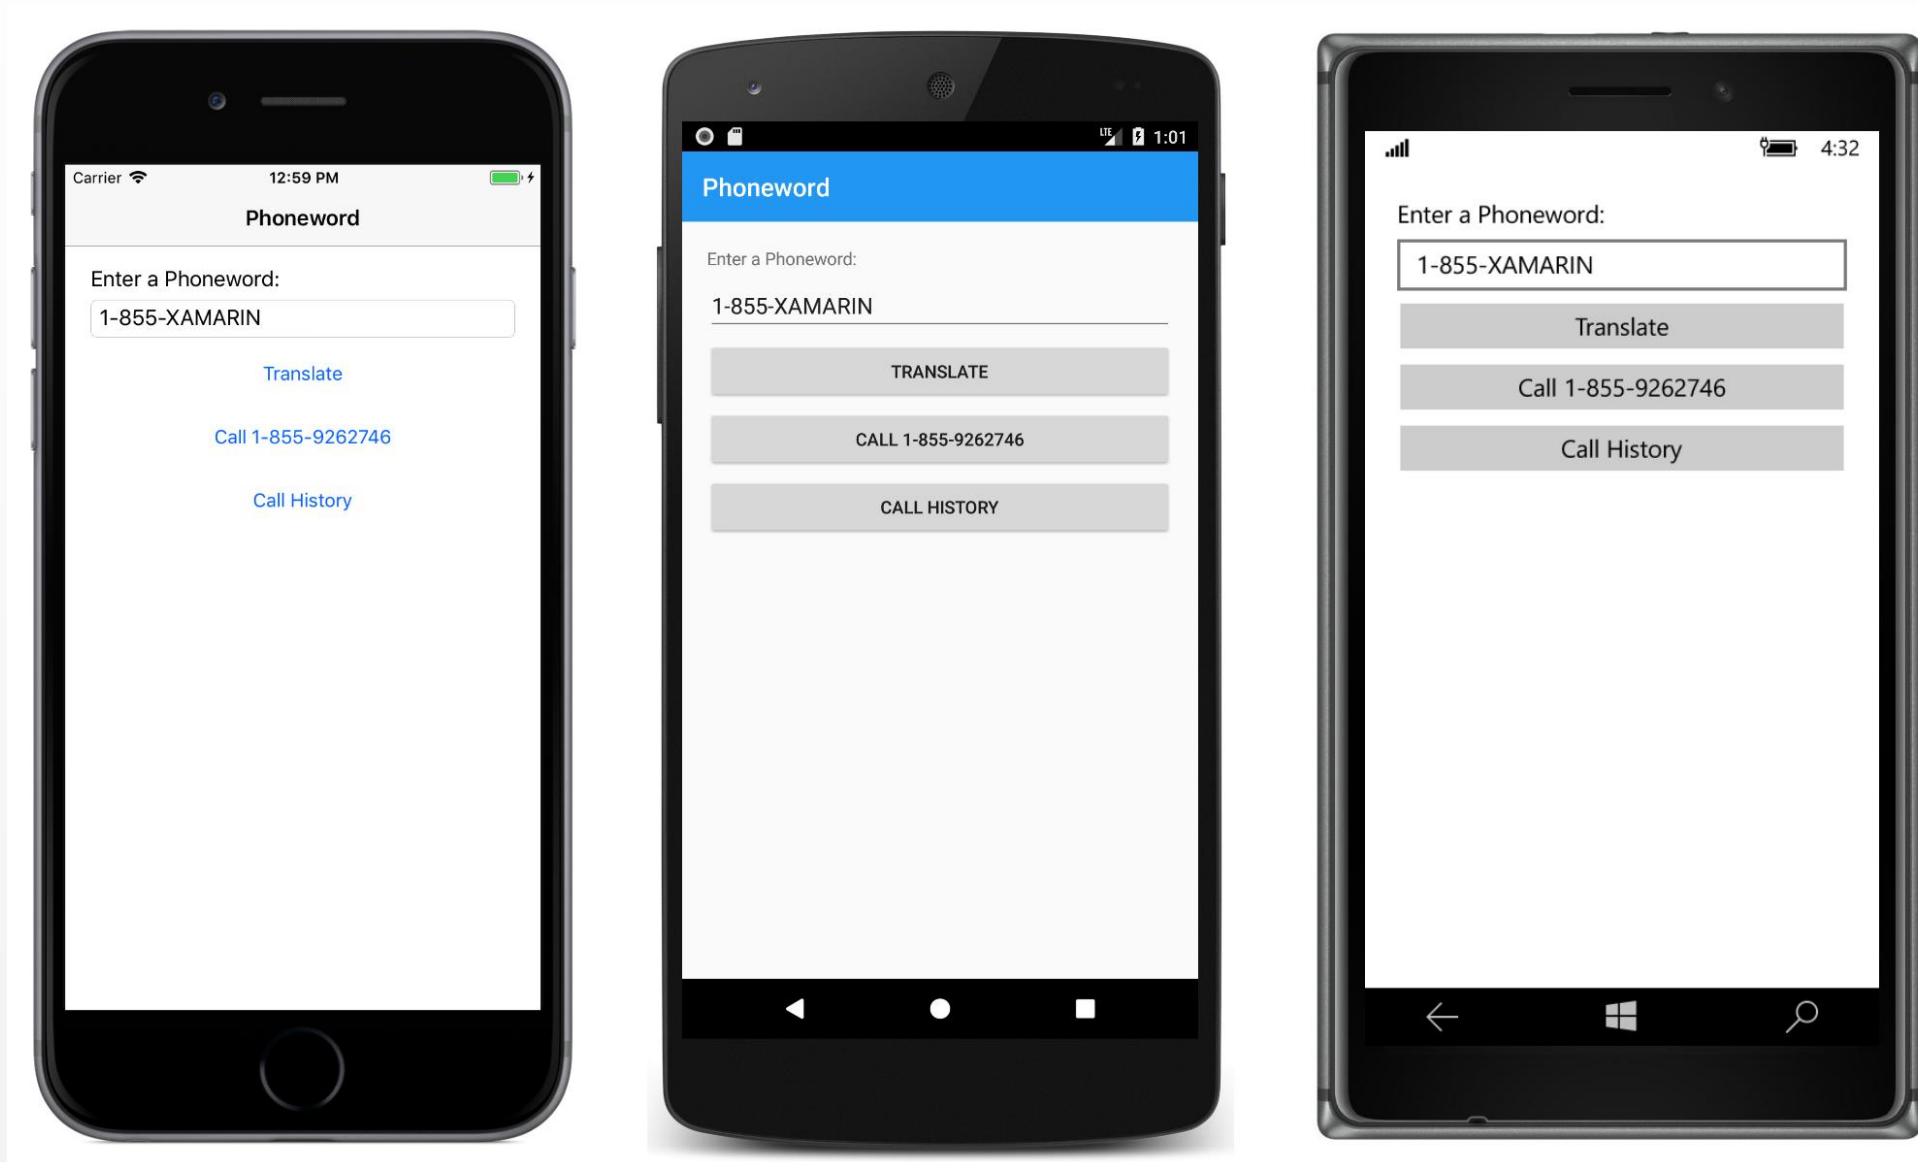 Carrier 12:59 PM
Phoneword
Enter a Phoneword:
1-855-XAMARIN
Translate
Call 1-855-9262746
Call History
LTE 1:01
Phoneword
Enter a Phoneword:
1-855-XAMARIN
TRANSLATE
CALL 1-855-9262746
CALL HISTORY
4:32
Enter a Phoneword:
1-855-XAMARIN
Translate
Call 1-855-9262746
Call History